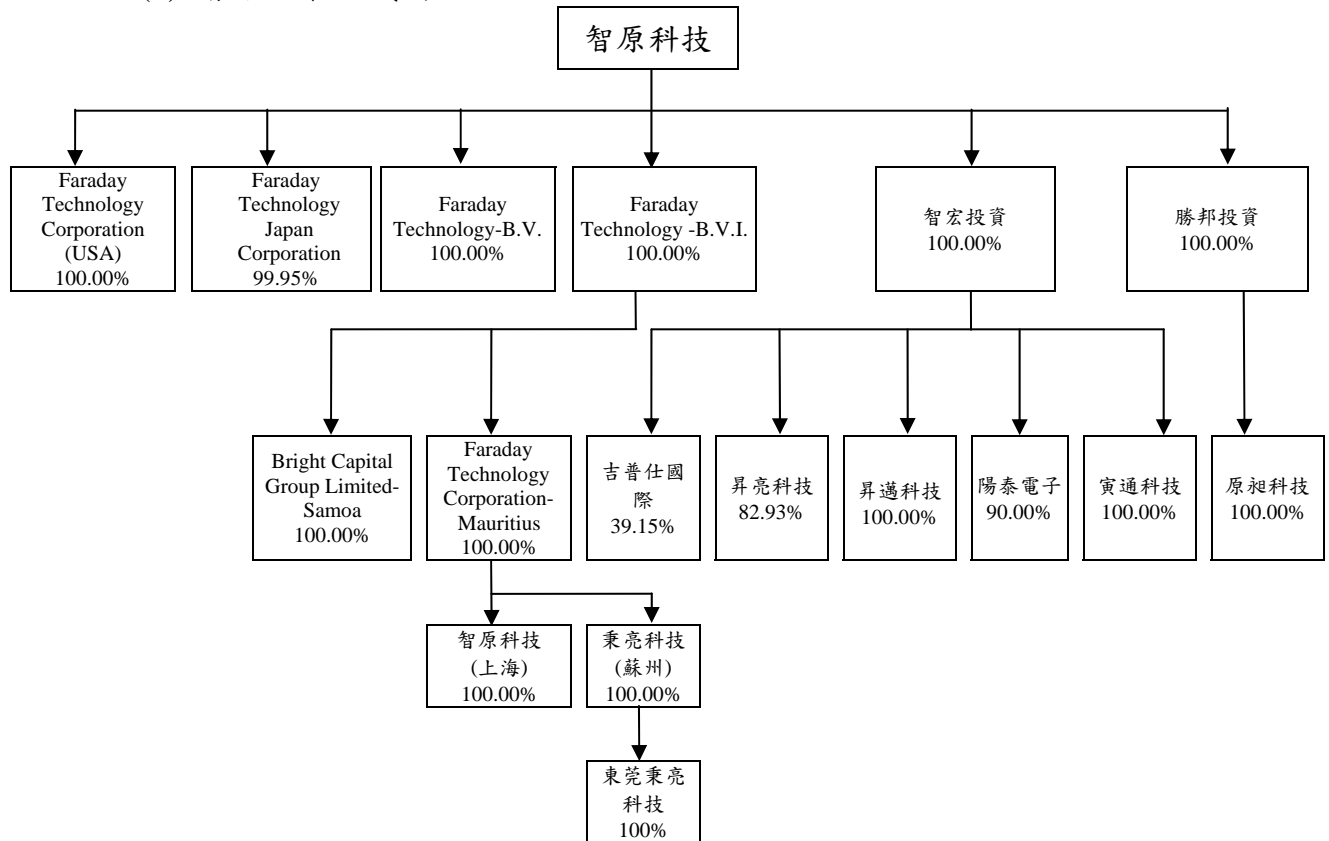 智原科技
Faraday
Technology
Corporation
(USA)
100.00%
Faraday
Technology
Japan
Corporation
99.95%
Faraday
Technology-B.V.
100.00%
Faraday
Technology -B.V.I.
100.00%
智宏投資
100.00%
勝邦投資
100.00%
Bright Capital
Group Limited-
Samoa
100.00%
Faraday
Technology
Corporation-
Mauritius
100.00%
吉普仕國
際
39.15%
昇亮科技
82.93%
昇邁科技
100.00%
陽泰電子
90.00%
寅通科技
100.00%
原昶科技
100.00%
智原科技
(上海)
100.00%
秉亮科技
(蘇州)
100.00%
東莞秉亮
科技
100%